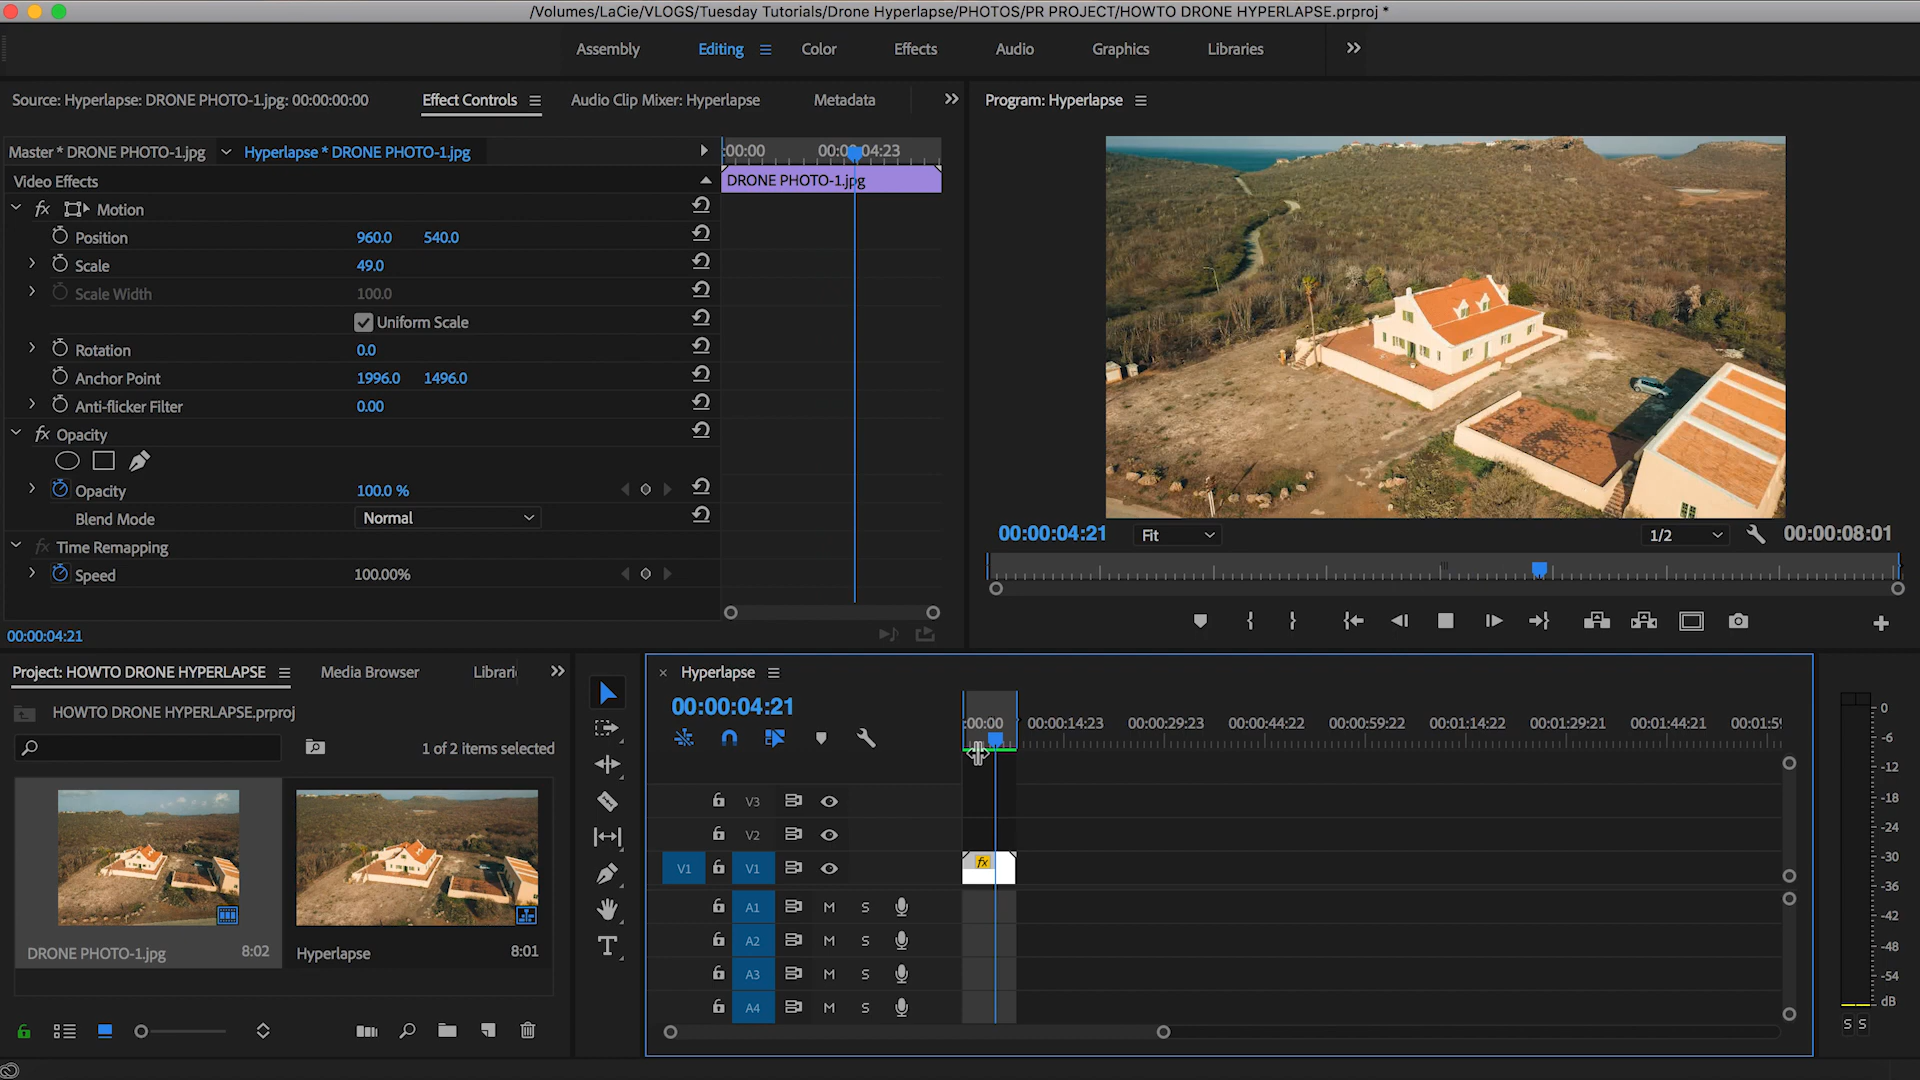 /Volumes/LaCie/VLOGS/Tuesday Tutorials/Drone Hyperlapse/PHOTOS/PR PROJECT/HOWTO DRONE HYPERLAPSE.prproj *
Assembly Editing Color Effects Audio Graphics Libraries
Source: Hyperlapse: DRONE PHOTO-1.jpg: 00:00:00:00 Effect Controls Audio Clip Mixer: Hyperlapse Metadata
Program: Hyperlapse
Master * DRONE PHOTO-1.jpg Hyperlapse * DRONE PHOTO-1.jpg
:00:00 00:00:04:23
Video Effects
DRONE PHOTO-1.jpg
fx Motion
Position 960.0 540.0
Scale 49.0
Scale Width 100.0
Uniform Scale
Rotation 0.0
Anchor Point 1996.0 1496.0
Anti-flicker Filter 0.00
fx Opacity
Opacity 100.0 %
Blend Mode Normal
fx Time Remapping
Speed 100.00%
00:00:04:21
00:00:04:21 Fit 1/2 00:00:08:01
Project: HOWTO DRONE HYPERLAPSE Media Browser Librari
HOWTO DRONE HYPERLAPSE.prproj
1 of 2 items selected
DRONE PHOTO-1.jpg 8:02
Hyperlapse 8:01
Hyperlapse
00:00:04:21
:00:00 00:00:14:23 00:00:29:23 00:00:44:22 00:00:59:22 00:01:14:22 00:01:29:21 00:01:44:21 00:01:59
V3
V2
V1 V1 fx
A1 M S
A2 M S
A3 M S
A4 M S
T
0
-6
-12
-18
-24
-30
-36
-42
-48
-54
dB
S S